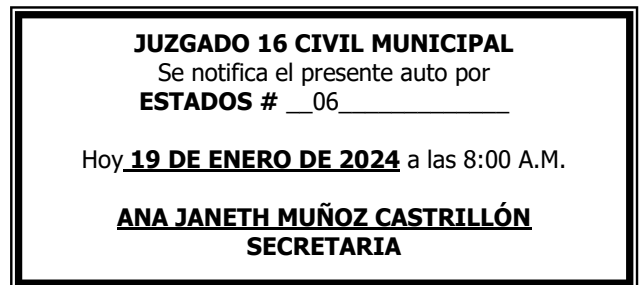 JUZGADO 16 CIVIL MUNICIPAL
Se notifica el presente auto por
ESTADOS # __06_____________
Hoy 19 DE ENERO DE 2024 a las 8:00 A.M.
ANA JANETH MUÑOZ CASTRILLÓN
SECRETARIA